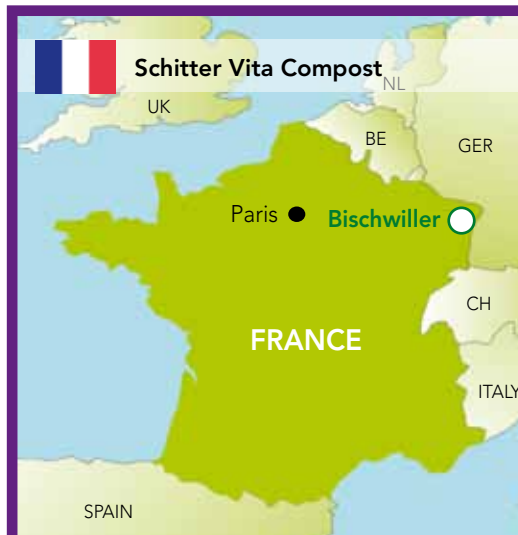 Schitter Vita Compost
NL
UK
BE
GER
Paris
Bischwiller
CH
FRANCE
ITALY
SPAIN